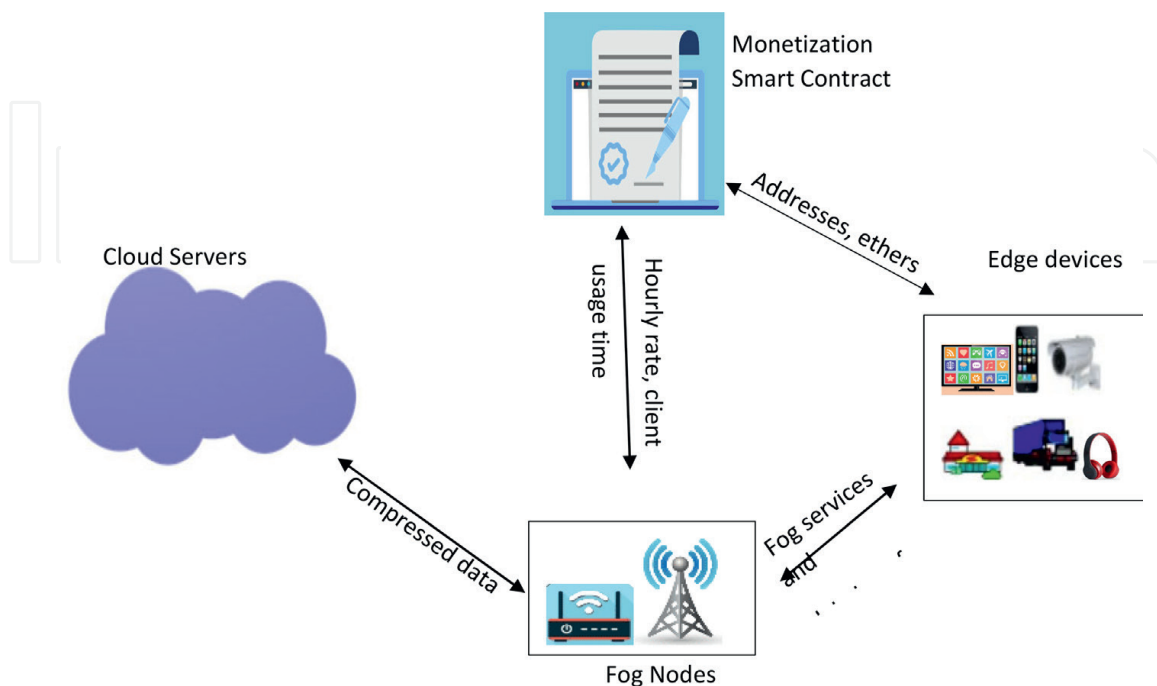 Monetization
Smart Contract
Addresses, ethers
Cloud Servers
Edge devices
Hourly rate, client
usage time
Compressed data
Fog services
and
Fog Nodes